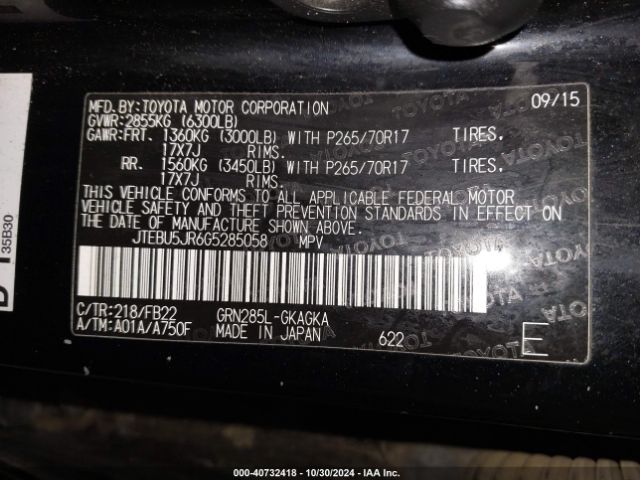 MFD.BY:TOYOTA MOTOR CORPORATION 09/15
GVWR:2855KG (6300LB)
GAWR:FRT. 1360KG (3000LB) WITH P265/70R17 TIRES,
17X7J RIMS.
RR. 1560KG (3450LB) WITH P265/70R17 TIRES,
17X7J RIMS.
THIS VEHICLE CONFORMS TO ALL APPLICABLE FEDERAL MOTOR
VEHICLE SAFETY AND THEFT PREVENTION STANDARDS IN EFFECT ON
THE DATE OF MANUFACTURE SHOWN ABOVE.
JTEBU5JR6G5285058 MPV
C/TR:218/FB22 GRN285L-GKAGKA
A/TM:A01A/A750F MADE IN JAPAN 622 E
35B30
000-40732418 - 10/30/2024 - IAAI